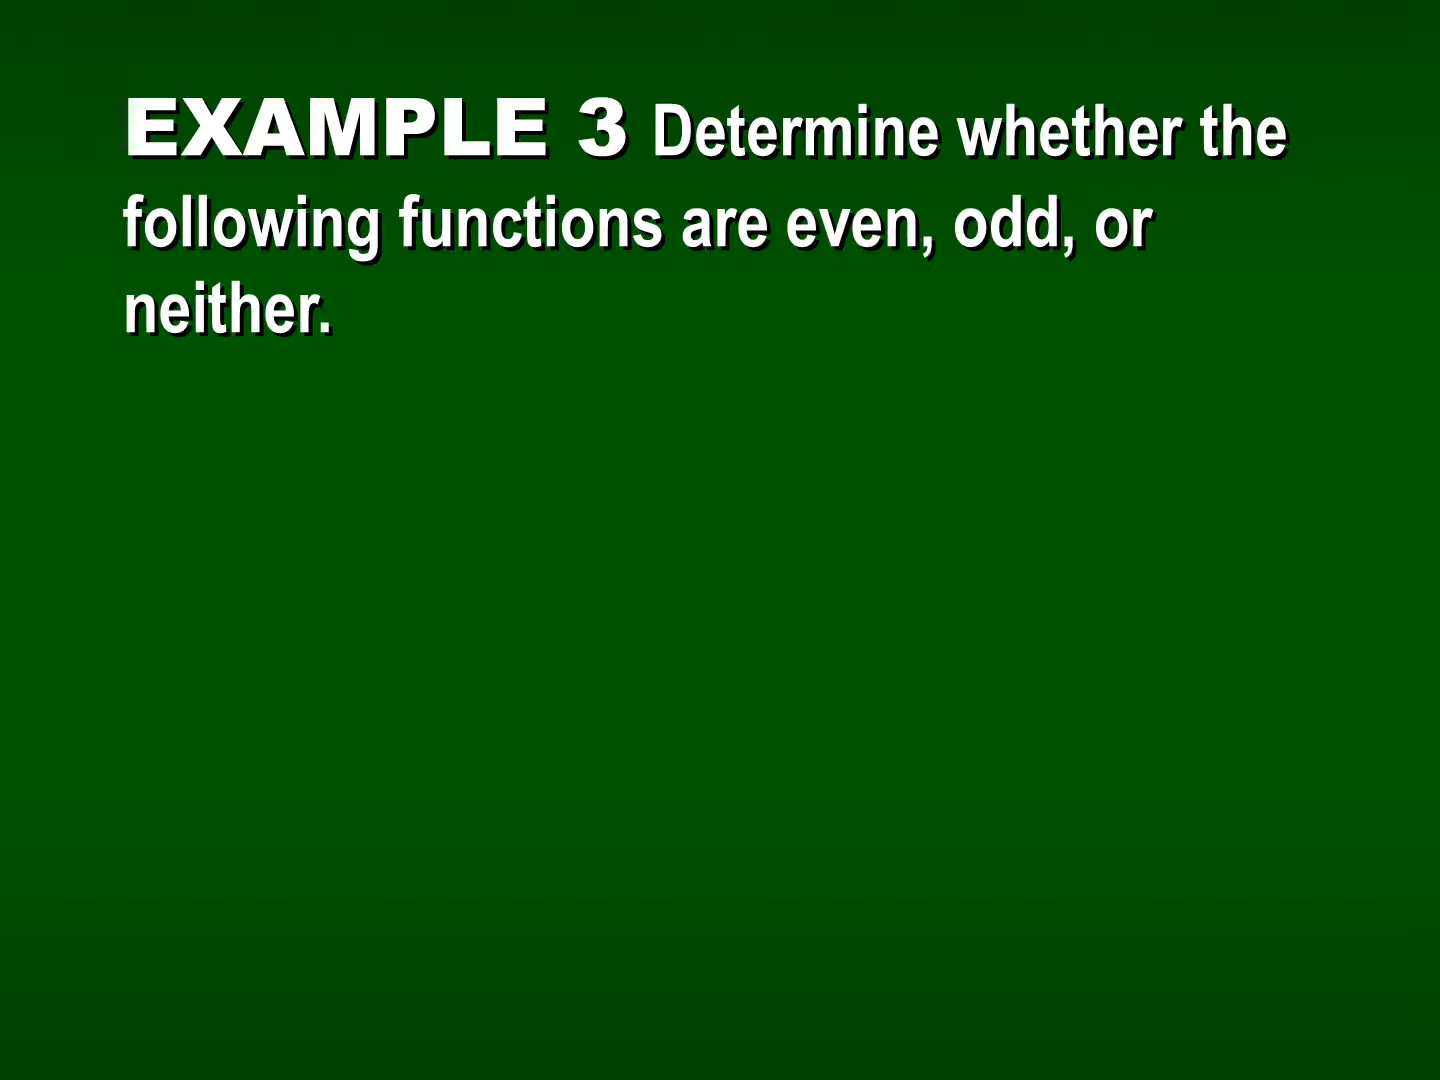 EXAMPLE 3 Determine whether the
following functions are even, odd, or
neither.